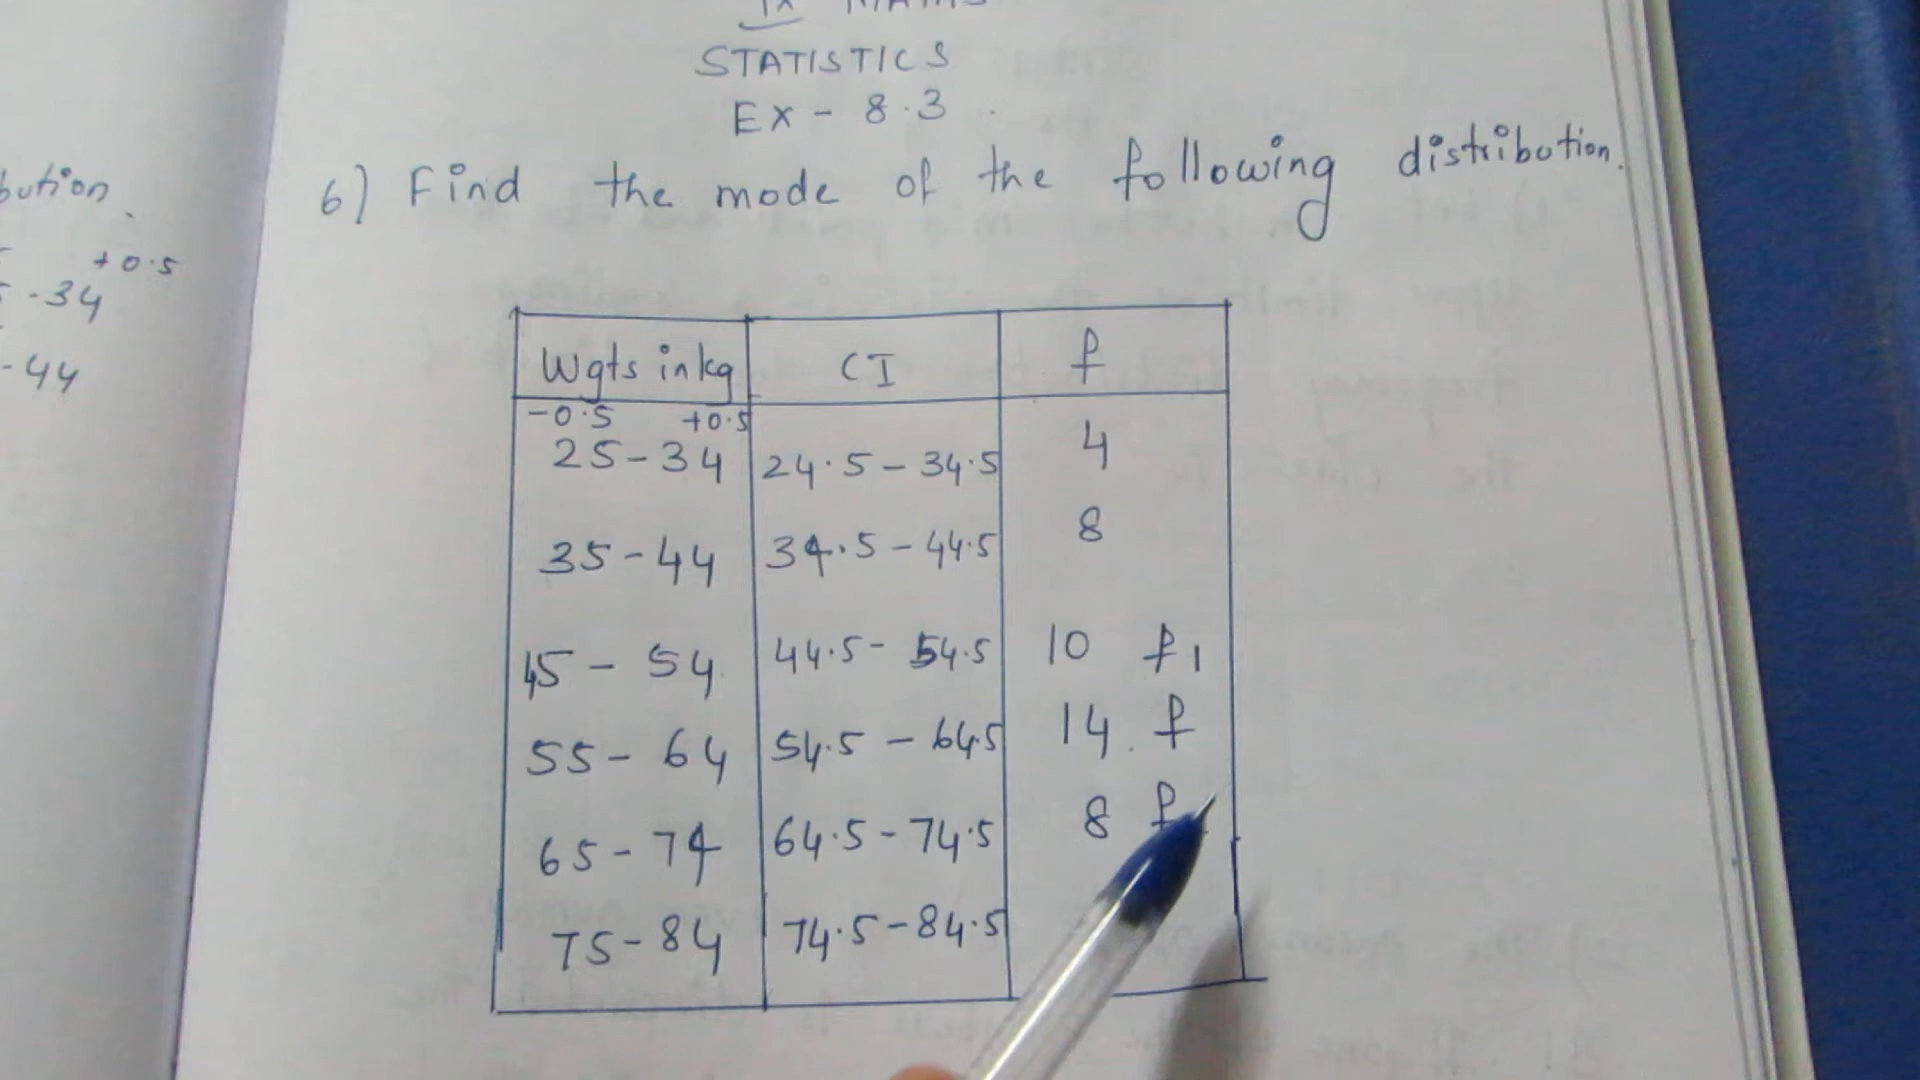 STATISTICS
EX - 8.3.
6) Find the mode of the following distribution.
bution
+0.5
-34
-44
Wgts in kg CI f
-0.5 +0.5
25-34 24.5-34.5 4
35-44 34.5-44.5 8
45-54 44.5-54.5 10 f1
55-64 54.5-64.5 14 f
65-74 64.5-74.5 8 f
75-84 74.5-84.5